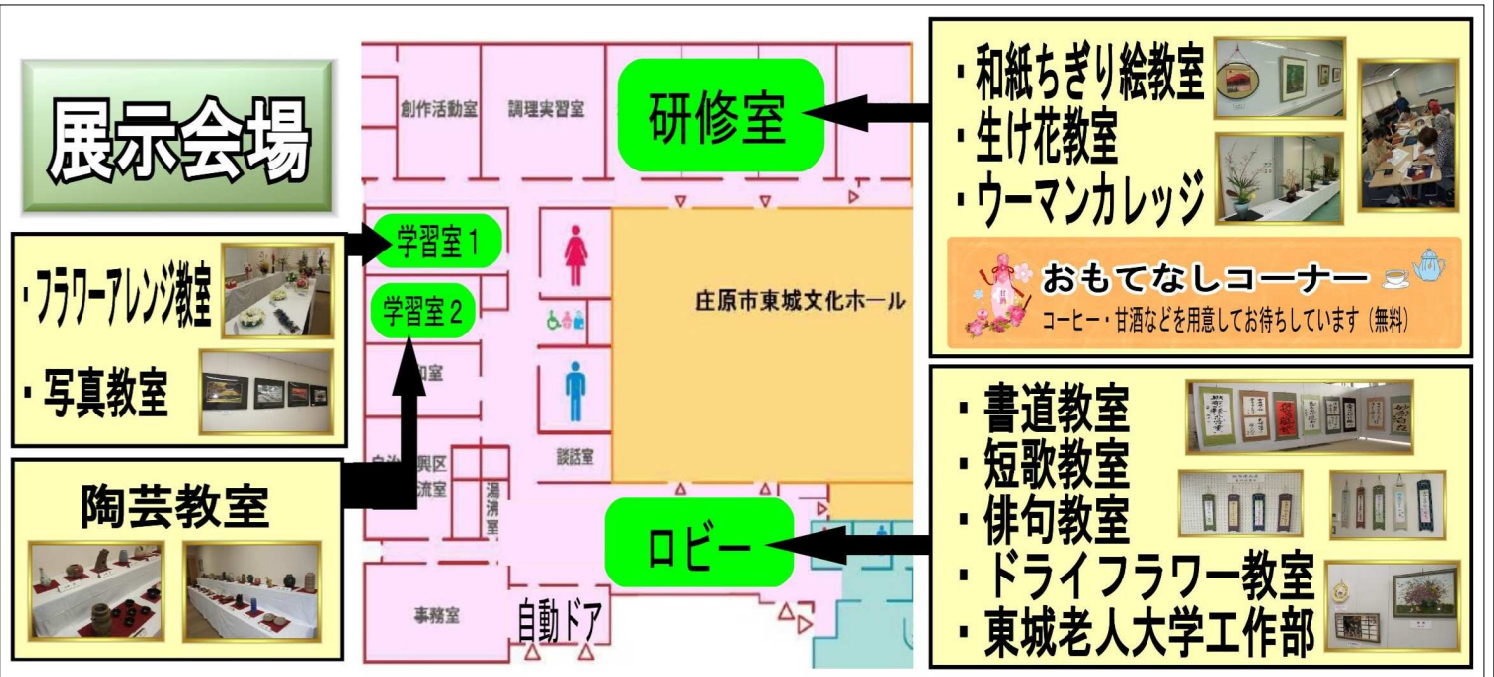 展示会場
・フラワーアレンジ教室
・写真教室
陶芸教室
創作活動室
調理実習室
研修室
学習室1
学習室2
庄原市東城文化ホール
和室
談話室
湯沸室
ロビー
事務室
自動ドア
・和紙ちぎり絵教室
・生け花教室
・ウーマンカレッジ
甘酒
おもてなしコーナー
コーヒー・甘酒などを用意してお待ちしています（無料）
・書道教室
・短歌教室
・俳句教室
・ドライフラワー教室
・東城老人大学工作部